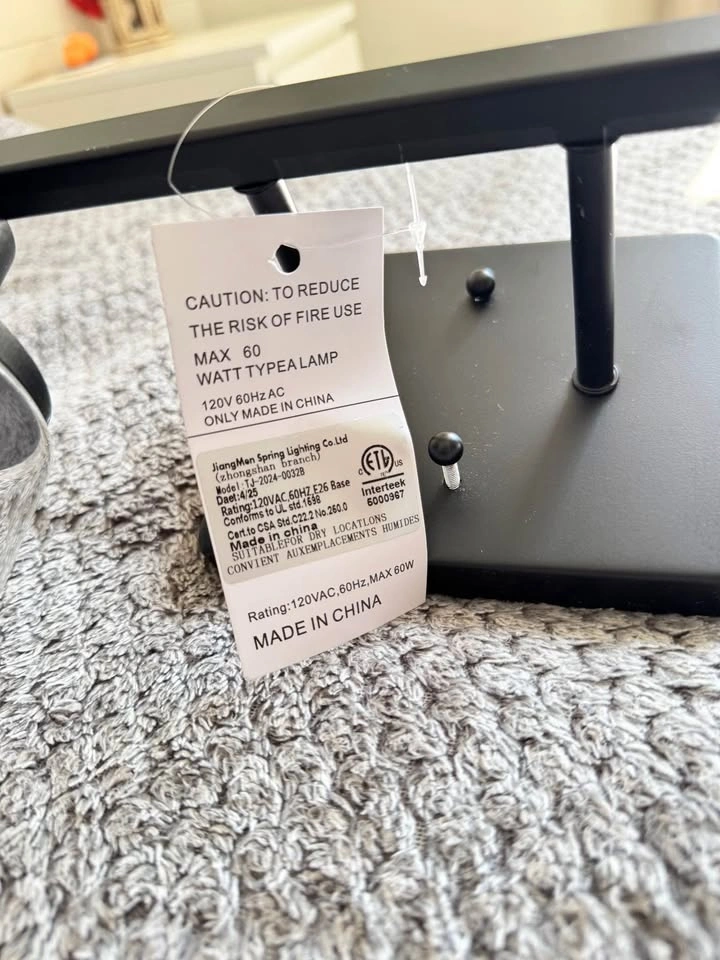 CAUTION: TO REDUCE
THE RISK OF FIRE USE
MAX 60
WATT TYPEA LAMP
120V 60Hz AC
ONLY MADE IN CHINA
JiangMen Spring Lighting Co.Ltd
(zhongshan branch)
Model:TJ-2024-0032B
Daet:4/25
Rating:120VAC,60HZ,E26 Base
Conforms to UL std.1598
Cert.to CSA Std.C22.2 No.250.0
Made in china
SUITABLEFOR DRY LOCATLONS
CONVIENT AUXEMPLACEMENTS HUMIDES
C ETL US
Intertek
5000967
Rating:120VAC,60Hz,MAX 60W
MADE IN CHINA